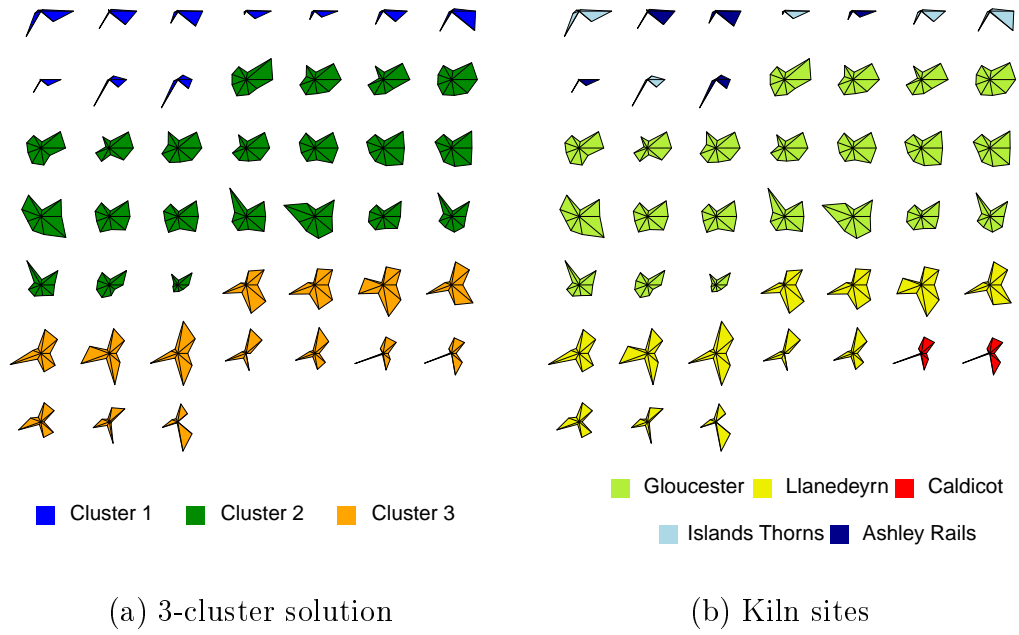 Cluster 1 Cluster 2 Cluster 3
Gloucester Llanedeyrn Caldicot
Islands Thorns Ashley Rails
(a) 3-cluster solution
(b) Kiln sites